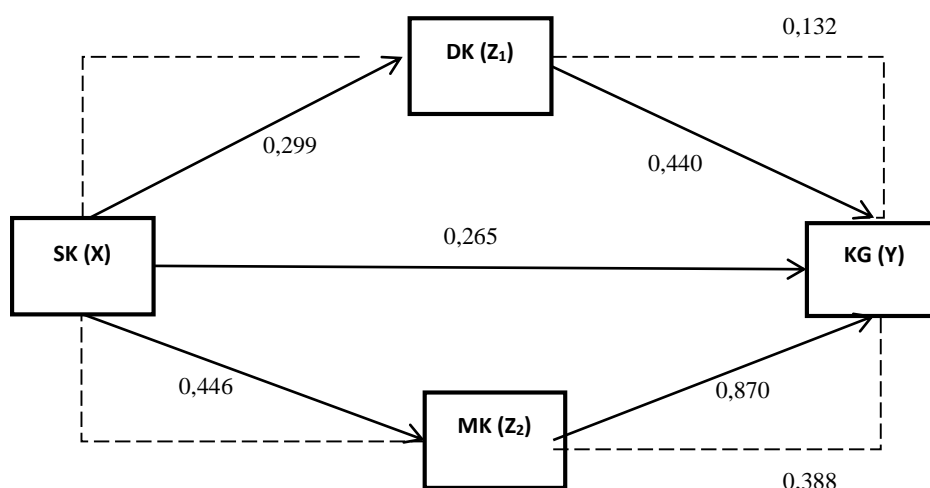 0,132
DK (Z₁)
0,299
0,440
SK (X)
0,265
KG (Y)
0,446
0,870
MK (Z₂)
0,388